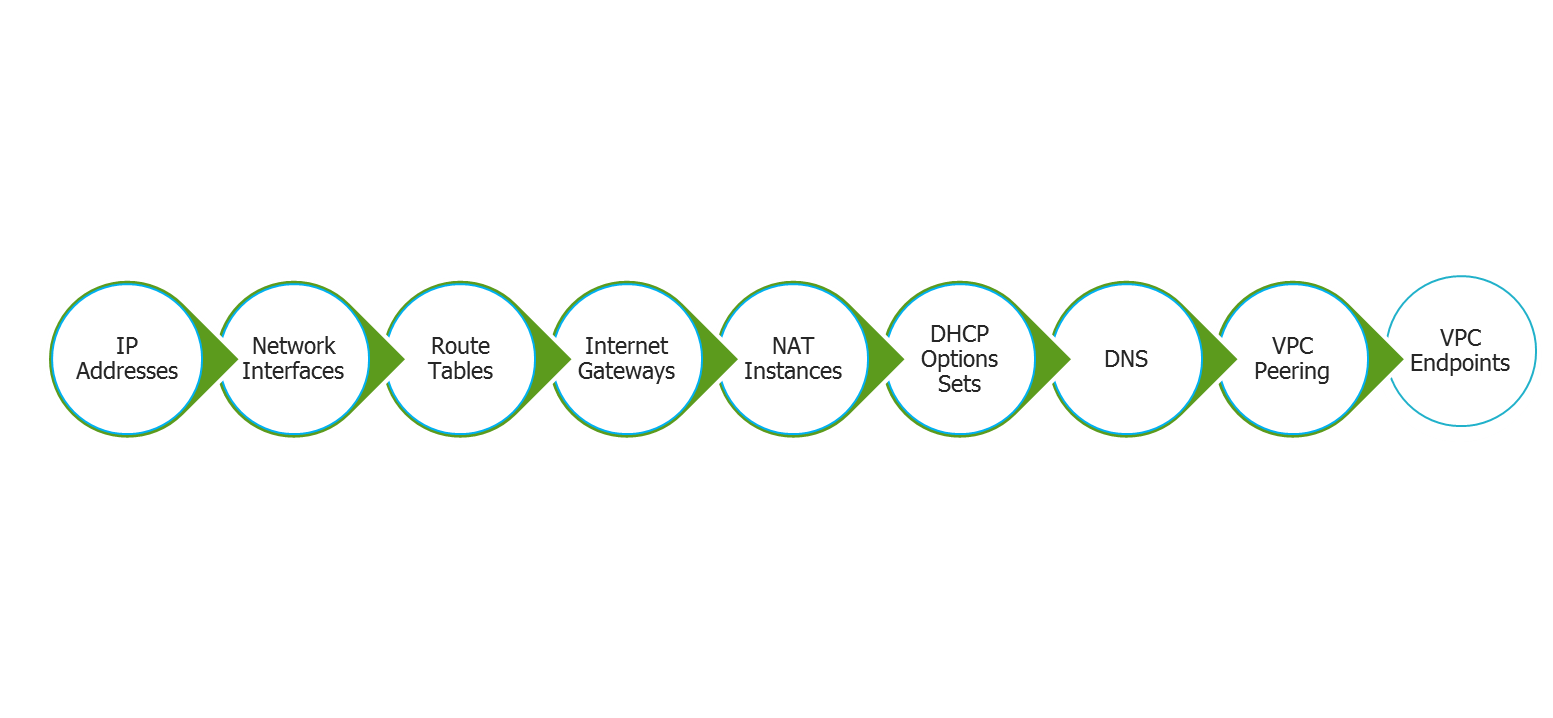 IP
Addresses
Network
Interfaces
Route
Tables
Internet
Gateways
NAT
Instances
DHCP
Options
Sets
DNS
VPC
Peering
VPC
Endpoints